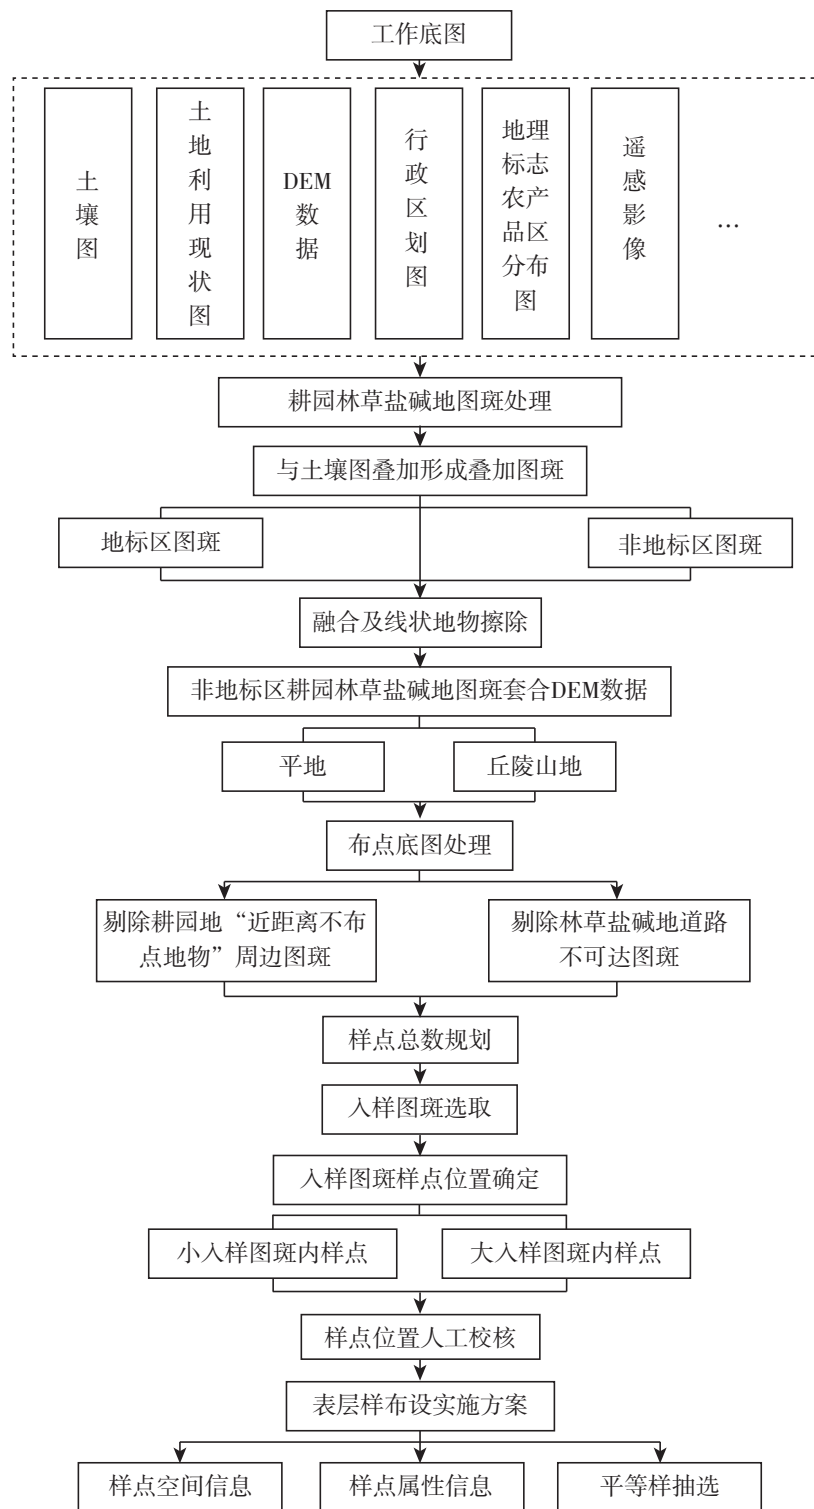 工作底图
土壤图
土地利用现状图
DEM
数据
行政区划图
地理
标志
农产
品区
分布
图
遥感影像
…
耕园林草盐碱地图斑处理
与土壤图叠加形成叠加图斑
地标区图斑
非地标区图斑
融合及线状地物擦除
非地标区耕园林草盐碱地图斑套合DEM数据
平地
丘陵山地
布点底图处理
剔除耕园地“近距离不布
点地物”周边图斑
剔除林草盐碱地道路
不可达图斑
样点总数规划
入样图斑选取
入样图斑样点位置确定
小入样图斑内样点
大入样图斑内样点
样点位置人工校核
表层样布设实施方案
样点空间信息
样点属性信息
平等样抽选